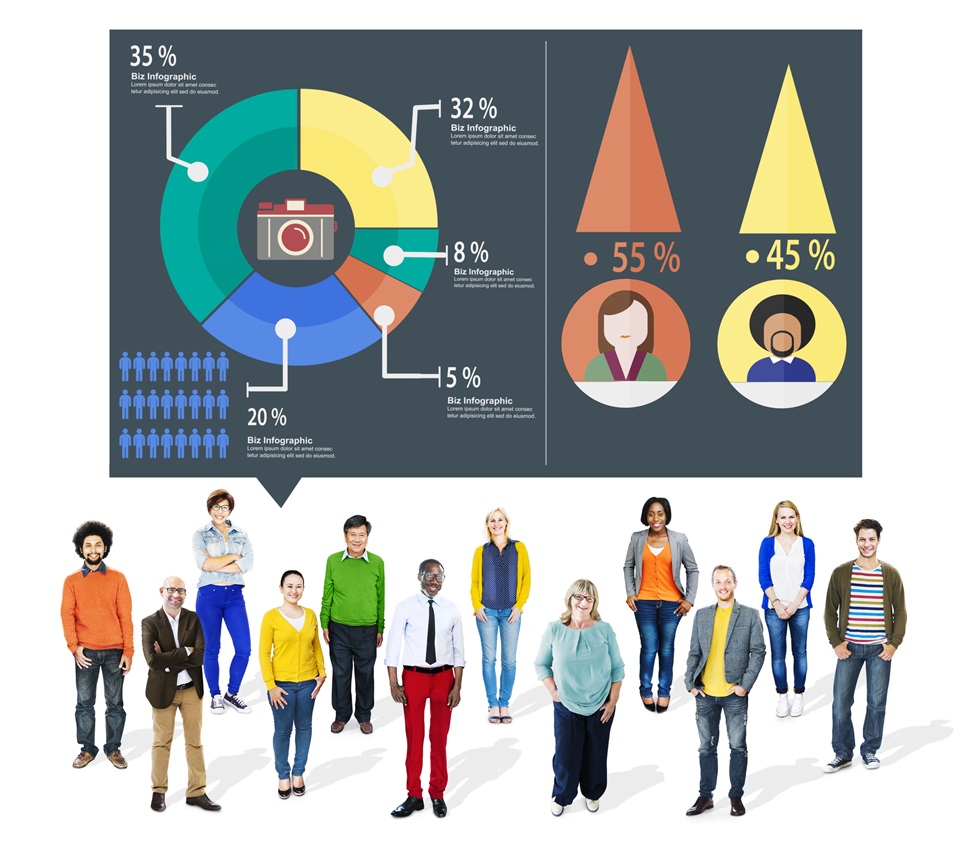 35 %
Biz Infographic
Lorem ipsum dolor sit amet consec
tetur adipisicing elit sed do eiusmod.
32 %
Biz Infographic
Lorem ipsum dolor sit amet consec
tetur adipisicing elit sed do eiusmod.
8 %
Biz Infographic
Lorem ipsum dolor sit amet consec
tetur adipisicing elit sed do eiusmod.
5 %
Biz Infographic
Lorem ipsum dolor sit amet consec
tetur adipisicing elit sed do eiusmod.
20 %
Biz Infographic
Lorem ipsum dolor sit amet consec
tetur adipisicing elit sed do eiusmod.
• 55 %
• 45 %